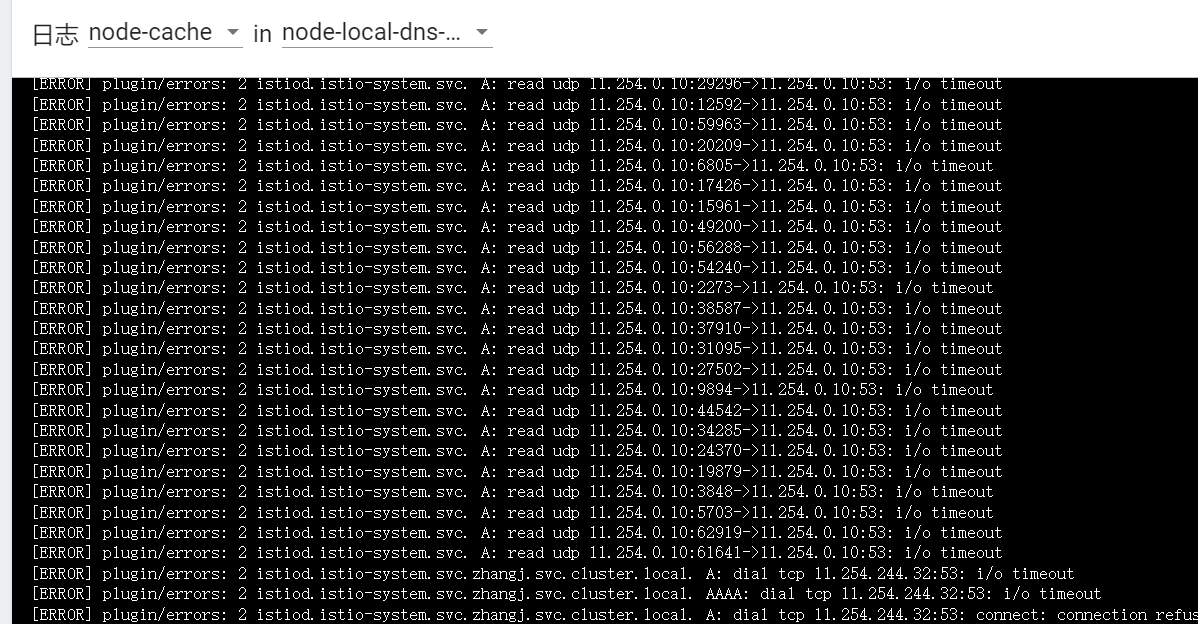 日志 node-cache in node-local-dns-...
[ERROR] plugin/errors: 2 istiod.istio-system.svc. A: read udp 11.254.0.10:29296->11.254.0.10:53: i/o timeout
[ERROR] plugin/errors: 2 istiod.istio-system.svc. A: read udp 11.254.0.10:12592->11.254.0.10:53: i/o timeout
[ERROR] plugin/errors: 2 istiod.istio-system.svc. A: read udp 11.254.0.10:59963->11.254.0.10:53: i/o timeout
[ERROR] plugin/errors: 2 istiod.istio-system.svc. A: read udp 11.254.0.10:20209->11.254.0.10:53: i/o timeout
[ERROR] plugin/errors: 2 istiod.istio-system.svc. A: read udp 11.254.0.10:6805->11.254.0.10:53: i/o timeout
[ERROR] plugin/errors: 2 istiod.istio-system.svc. A: read udp 11.254.0.10:17426->11.254.0.10:53: i/o timeout
[ERROR] plugin/errors: 2 istiod.istio-system.svc. A: read udp 11.254.0.10:15961->11.254.0.10:53: i/o timeout
[ERROR] plugin/errors: 2 istiod.istio-system.svc. A: read udp 11.254.0.10:49200->11.254.0.10:53: i/o timeout
[ERROR] plugin/errors: 2 istiod.istio-system.svc. A: read udp 11.254.0.10:56288->11.254.0.10:53: i/o timeout
[ERROR] plugin/errors: 2 istiod.istio-system.svc. A: read udp 11.254.0.10:54240->11.254.0.10:53: i/o timeout
[ERROR] plugin/errors: 2 istiod.istio-system.svc. A: read udp 11.254.0.10:2273->11.254.0.10:53: i/o timeout
[ERROR] plugin/errors: 2 istiod.istio-system.svc. A: read udp 11.254.0.10:38587->11.254.0.10:53: i/o timeout
[ERROR] plugin/errors: 2 istiod.istio-system.svc. A: read udp 11.254.0.10:37910->11.254.0.10:53: i/o timeout
[ERROR] plugin/errors: 2 istiod.istio-system.svc. A: read udp 11.254.0.10:31095->11.254.0.10:53: i/o timeout
[ERROR] plugin/errors: 2 istiod.istio-system.svc. A: read udp 11.254.0.10:27502->11.254.0.10:53: i/o timeout
[ERROR] plugin/errors: 2 istiod.istio-system.svc. A: read udp 11.254.0.10:9894->11.254.0.10:53: i/o timeout
[ERROR] plugin/errors: 2 istiod.istio-system.svc. A: read udp 11.254.0.10:44542->11.254.0.10:53: i/o timeout
[ERROR] plugin/errors: 2 istiod.istio-system.svc. A: read udp 11.254.0.10:34285->11.254.0.10:53: i/o timeout
[ERROR] plugin/errors: 2 istiod.istio-system.svc. A: read udp 11.254.0.10:24370->11.254.0.10:53: i/o timeout
[ERROR] plugin/errors: 2 istiod.istio-system.svc. A: read udp 11.254.0.10:19879->11.254.0.10:53: i/o timeout
[ERROR] plugin/errors: 2 istiod.istio-system.svc. A: read udp 11.254.0.10:3848->11.254.0.10:53: i/o timeout
[ERROR] plugin/errors: 2 istiod.istio-system.svc. A: read udp 11.254.0.10:5703->11.254.0.10:53: i/o timeout
[ERROR] plugin/errors: 2 istiod.istio-system.svc. A: read udp 11.254.0.10:62919->11.254.0.10:53: i/o timeout
[ERROR] plugin/errors: 2 istiod.istio-system.svc. A: read udp 11.254.0.10:61641->11.254.0.10:53: i/o timeout
[ERROR] plugin/errors: 2 istiod.istio-system.svc.zhangj.svc.cluster.local. A: dial tcp 11.254.244.32:53: i/o timeout
[ERROR] plugin/errors: 2 istiod.istio-system.svc.zhangj.svc.cluster.local. AAAA: dial tcp 11.254.244.32:53: i/o timeout
[ERROR] plugin/errors: 2 istiod.istio-system.svc.zhangj.svc.cluster.local. A: dial tcp 11.254.244.32:53: connect: connection refus